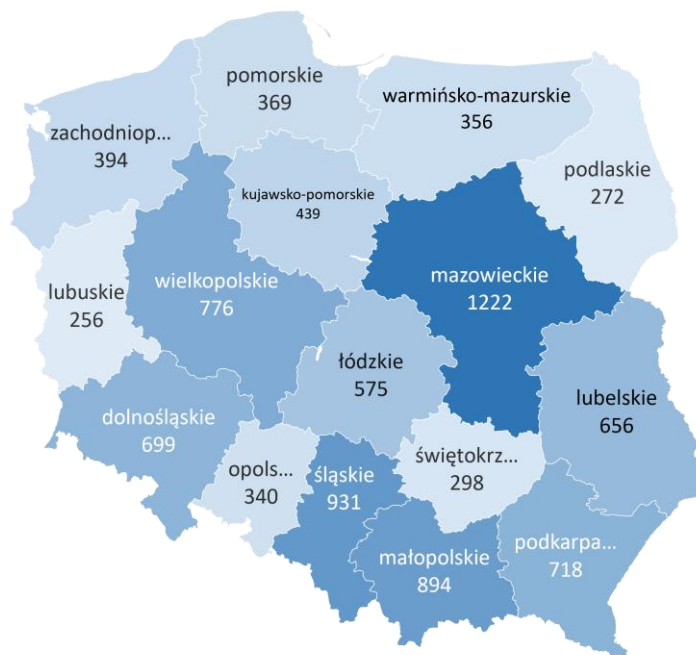 pomorskie
369
warmińsko-mazurskie
356
zachodniop...
394
podlaskie
272
kujawsko-pomorskie
439
mazowieckie
1222
wielkopolskie
776
lubuskie
256
łódzkie
575
lubelskie
656
dolnośląskie
699
opols...
340
śląskie
931
świętokrz...
298
małopolskie
894
podkarpa...
718